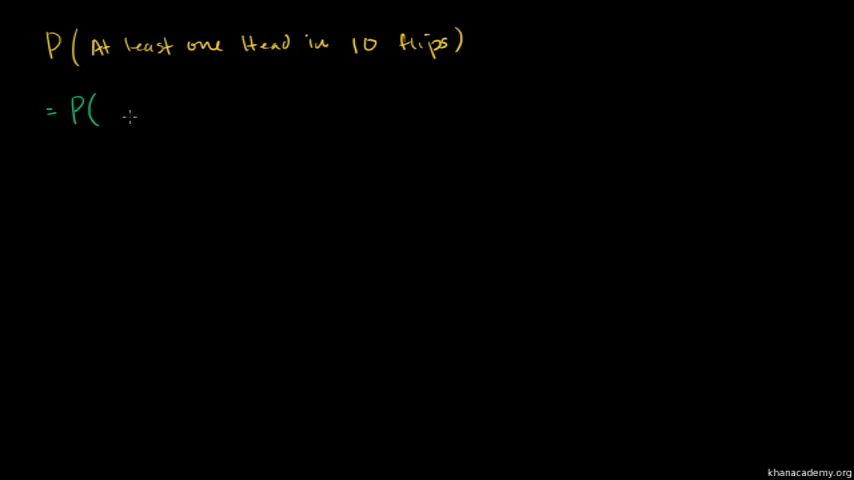 P(At least one Head in 10 flips)
= P(
khanacademy.org